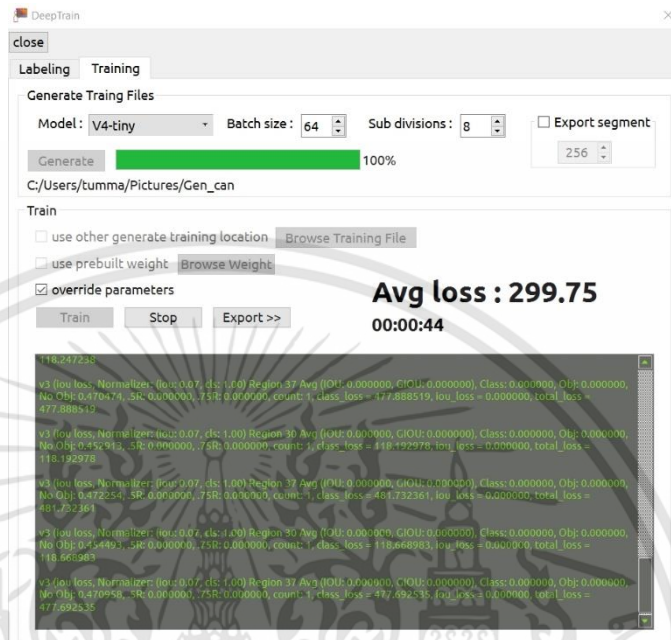 DeepTrain
close
Labeling Training
Generate Traing Files
Model : V4-tiny Batch size : 64 Sub divisions : 8 Export segment
256
Generate 100%
C:/Users/tumma/Pictures/Gen_can
Train
use other generate training location Browse Training File
use prebuilt weight Browse Weight
override parameters
Avg loss : 299.75
Train Stop Export >>
00:00:44
118.247238
v3 (iou loss, Normalizer: (iou: 0.07, cls: 1.00) Region 37 Avg (IOU: 0.000000, GIOU: 0.000000), Class: 0.000000, Obj: 0.000000,
No Obj: 0.470474, .5R: 0.000000, .75R: 0.000000, count: 1, class_loss = 477.888519, iou_loss = 0.000000, total_loss =
477.888519
v3 (iou loss, Normalizer: (iou: 0.07, cls: 1.00) Region 30 Avg (IOU: 0.000000, GIOU: 0.000000), Class: 0.000000, Obj: 0.000000,
No Obj: 0.452913, .5R: 0.000000, .75R: 0.000000, count: 1, class_loss = 118.192978, iou_loss = 0.000000, total_loss =
118.192978
v3 (iou loss, Normalizer: (iou: 0.07, cls: 1.00) Region 37 Avg (IOU: 0.000000, GIOU: 0.000000), Class: 0.000000, Obj: 0.000000,
No Obj: 0.472254, .5R: 0.000000, .75R: 0.000000, count: 1, class_loss = 481.732361, iou_loss = 0.000000, total_loss =
481.732361
v3 (iou loss, Normalizer: (iou: 0.07, cls: 1.00) Region 30 Avg (IOU: 0.000000, GIOU: 0.000000), Class: 0.000000, Obj: 0.000000,
No Obj: 0.454493, .5R: 0.000000, .75R: 0.000000, count: 1, class_loss = 118.668983, iou_loss = 0.000000, total_loss =
118.668983
v3 (iou loss, Normalizer: (iou: 0.07, cls: 1.00) Region 37 Avg (IOU: 0.000000, GIOU: 0.000000), Class: 0.000000, Obj: 0.000000,
No Obj: 0.470958, .5R: 0.000000, .75R: 0.000000, count: 1, class_loss = 477.692535, iou_loss = 0.000000, total_loss =
477.692535